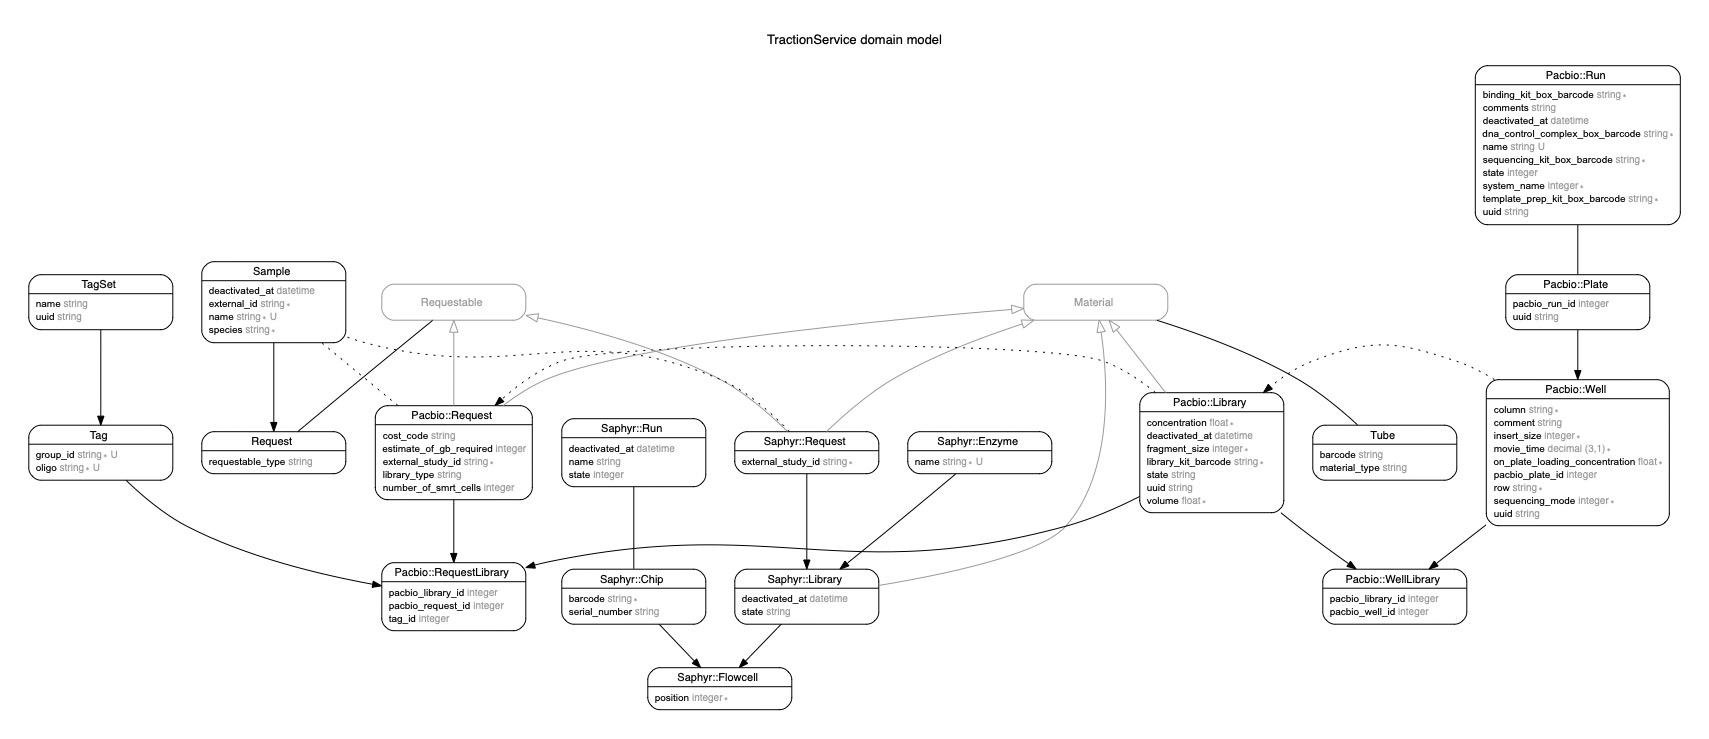 TractionService domain model
Pacbio::Run
binding_kit_box_barcode string *
comments string
deactivated_at datetime
dna_control_complex_box_barcode string *
name string U
sequencing_kit_box_barcode string *
state integer
system_name integer *
template_prep_kit_box_barcode string *
uuid string
TagSet
name string
uuid string
Sample
deactivated_at datetime
external_id string *
name string * U
species string *
Requestable
Material
Pacbio::Plate
pacbio_run_id integer
uuid string
Tag
group_id string * U
oligo string * U
Request
requestable_type string
Pacbio::Request
cost_code string
estimate_of_gb_required integer
external_study_id string *
library_type string
number_of_smrt_cells integer
Saphyr::Run
deactivated_at datetime
name string
state integer
Saphyr::Request
external_study_id string *
Saphyr::Enzyme
name string * U
Pacbio::Library
concentration float *
deactivated_at datetime
fragment_size integer *
library_kit_barcode string *
state string
uuid string
volume float *
Tube
barcode string
material_type string
Pacbio::Well
column string *
comment string
insert_size integer *
movie_time decimal (3,1) *
on_plate_loading_concentration float *
pacbio_plate_id integer
row string *
sequencing_mode integer *
uuid string
Pacbio::RequestLibrary
pacbio_library_id integer
pacbio_request_id integer
tag_id integer
Saphyr::Chip
barcode string *
serial_number string
Saphyr::Library
deactivated_at datetime
state string
Pacbio::WellLibrary
pacbio_library_id integer
pacbio_well_id integer
Saphyr::Flowcell
position integer *